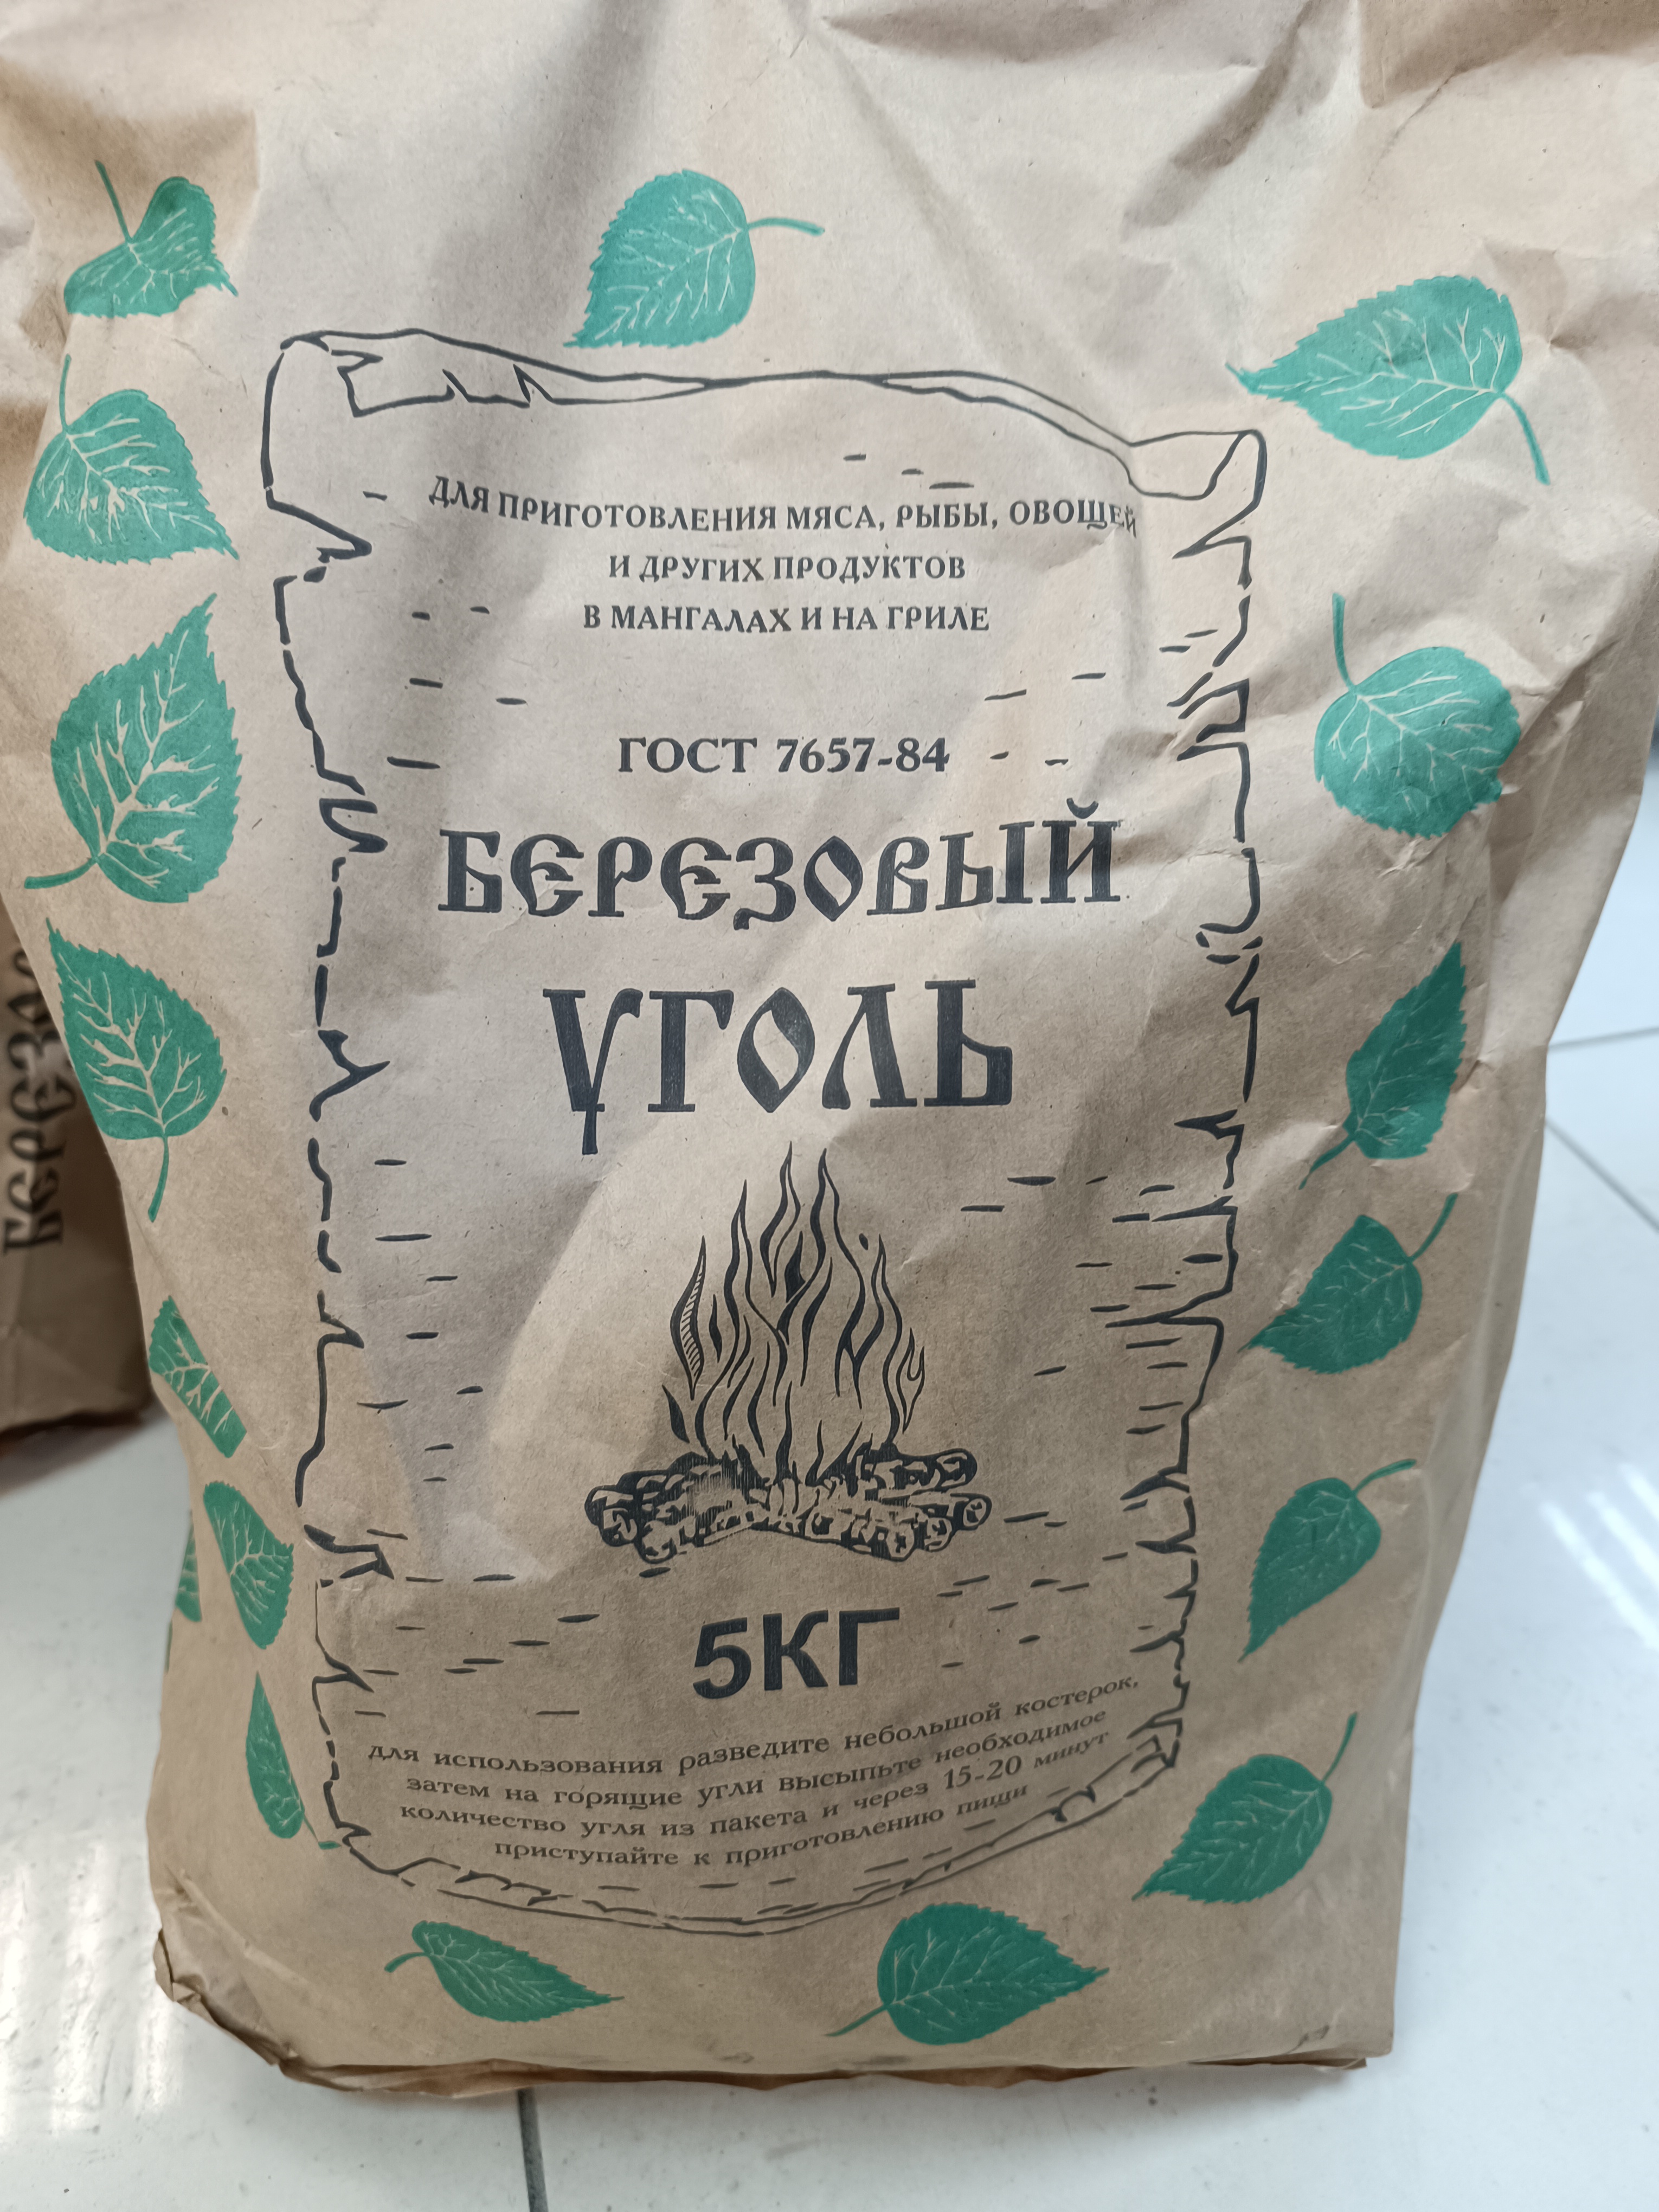 ДЛЯ ПРИГОТОВЛЕНИЯ МЯСА, РЫБЫ, ОВОЩЕЙ
И ДРУГИХ ПРОДУКТОВ
В МАНГАЛАХ И НА ГРИЛЕ
ГОСТ 7657-84
БЕРЕЗОВЫЙ
УГОЛЬ
5КГ
для использования разведите небольшой костерок,
затем на горящие угли высыпьте необходимое
количество угля из пакета и через 15-20 минут
приступайте к приготовлению пищи